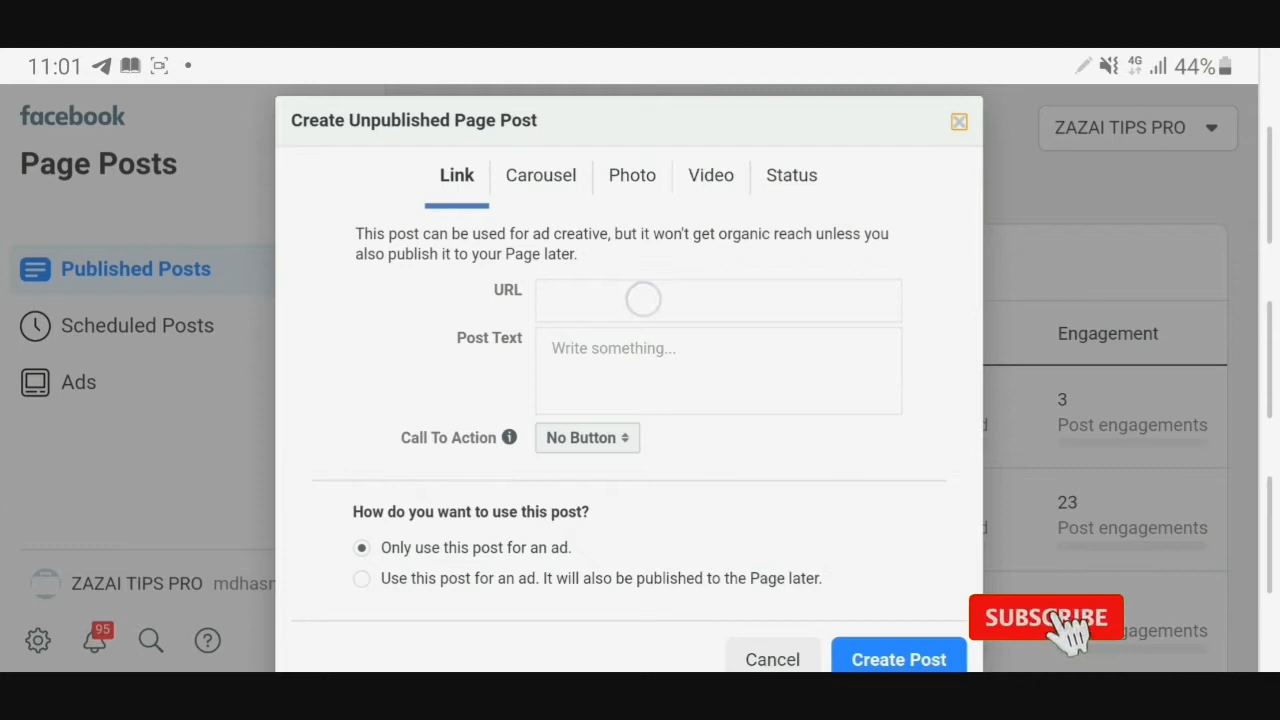 11:01
4G
44%
facebook
Page Posts
ZAZAI TIPS PRO
Create Unpublished Page Post
Link
Carousel
Photo
Video
Status
This post can be used for ad creative, but it won't get organic reach unless you
also publish it to your Page later.
URL
Post Text
Write something...
Call To Action
No Button
How do you want to use this post?
Only use this post for an ad.
Use this post for an ad. It will also be published to the Page later.
Cancel
Create Post
Published Posts
Scheduled Posts
Ads
ZAZAI TIPS PRO mdhasn
95
Engagement
3
Post engagements
23
Post engagements
gagements
SUBSCRIBE